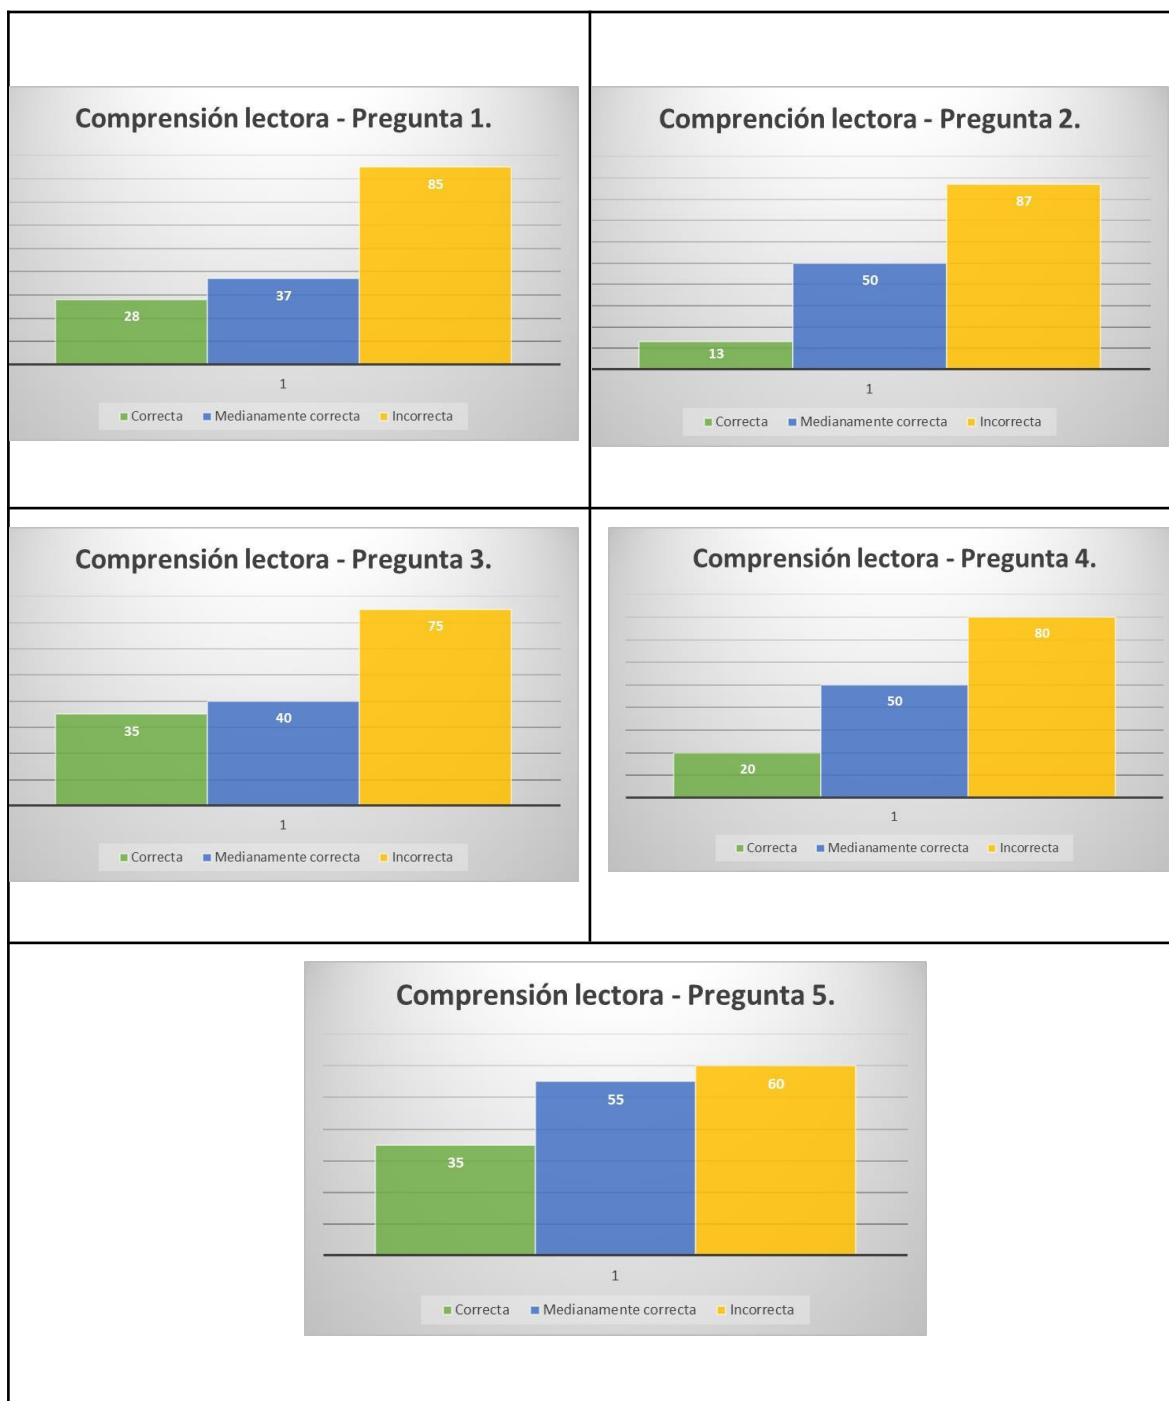 Comprensión lectora - Pregunta 1.
85
37
28
1
Correcta Medianamente correcta Incorrecta
Comprención lectora - Pregunta 2.
87
50
13
1
Correcta Medianamente correcta Incorrecta
Comprensión lectora - Pregunta 3.
75
40
35
1
Correcta Medianamente correcta Incorrecta
Comprensión lectora - Pregunta 4.
80
50
20
1
Correcta Medianamente correcta Incorrecta
Comprensión lectora - Pregunta 5.
60
55
35
1
Correcta Medianamente correcta Incorrecta